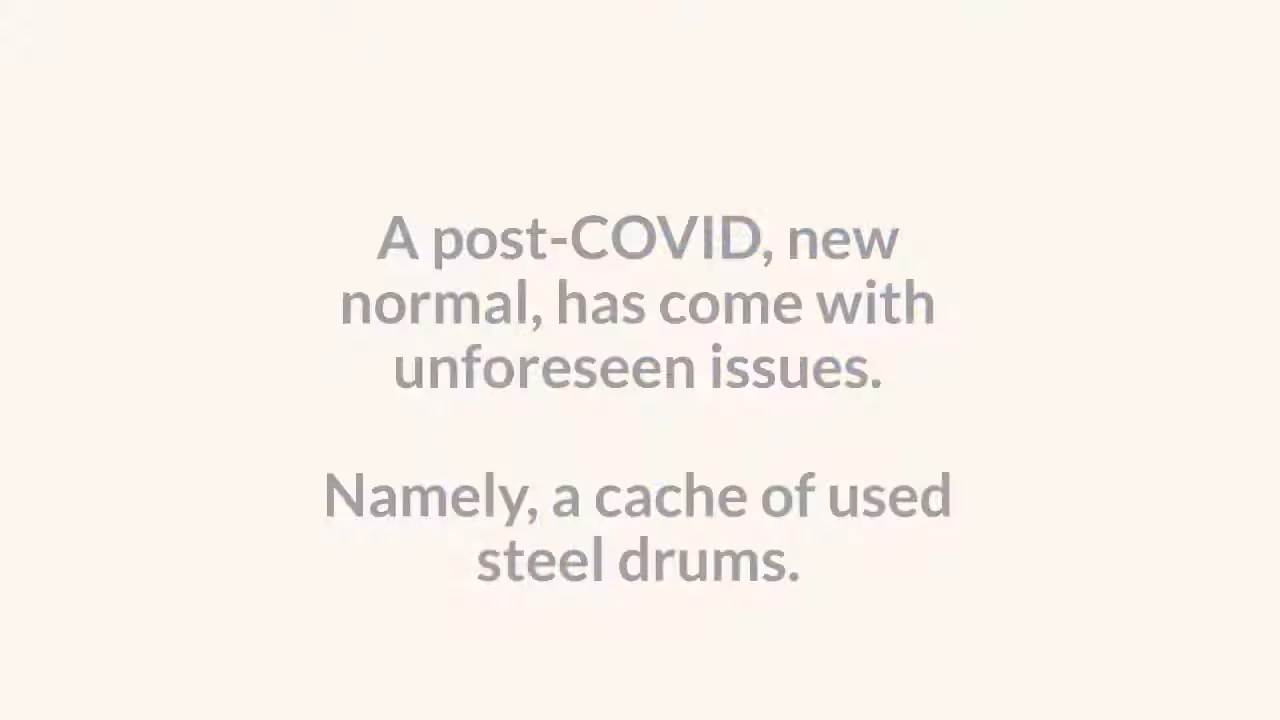 A post-COVID, new
normal, has come with
unforeseen issues.
Namely, a cache of used
steel drums.